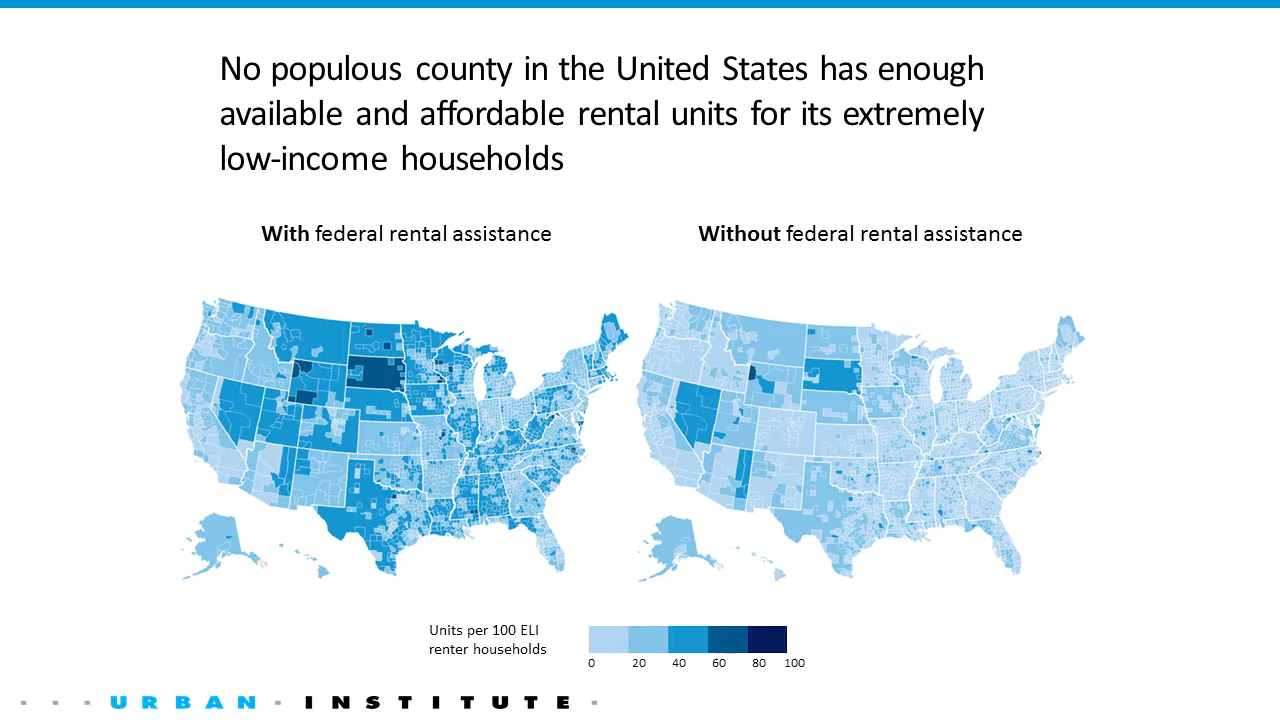 No populous county in the United States has enough
available and affordable rental units for its extremely
low-income households
With federal rental assistance
Without federal rental assistance
Units per 100 ELI
renter households
0 20 40 60 80 100
URBAN INSTITUTE